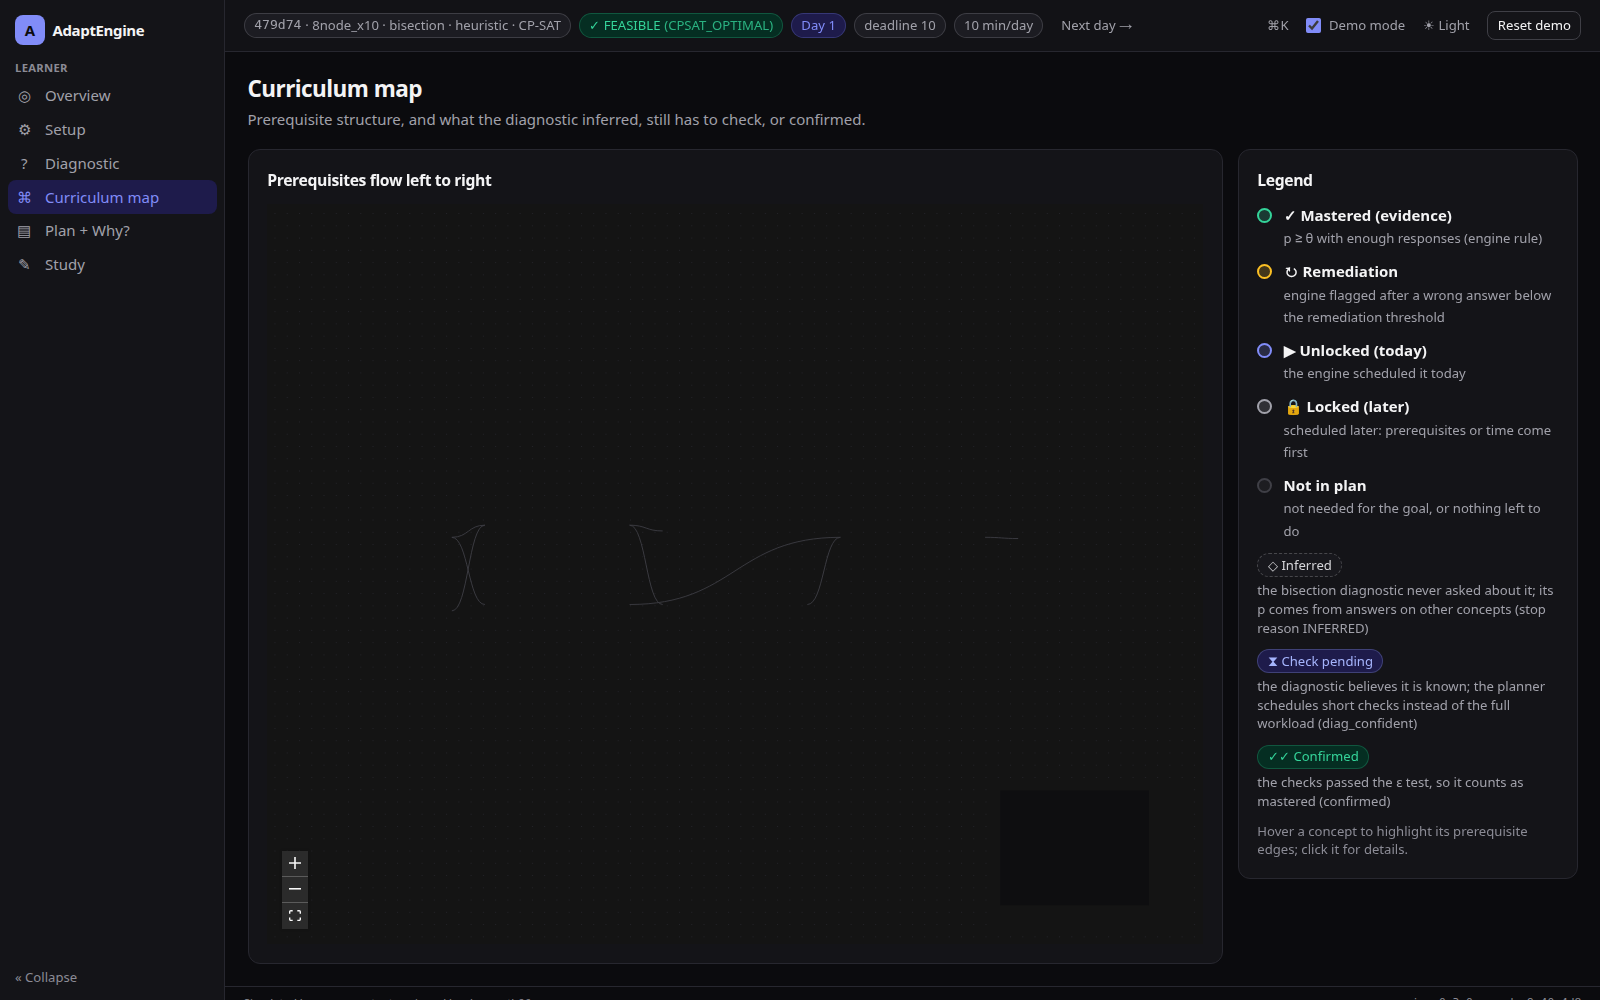 A AdaptEngine
LEARNER
◎ Overview
⚙ Setup
? Diagnostic
⌘ Curriculum map
▤ Plan + Why?
✎ Study
« Collapse
479d74 · 8node_x10 · bisection · heuristic · CP-SAT
✓ FEASIBLE (CPSAT_OPTIMAL)
Day 1
deadline 10
10 min/day
Next day →
⌘K
Demo mode
☀ Light
Reset demo
Curriculum map
Prerequisite structure, and what the diagnostic inferred, still has to check, or confirmed.
Prerequisites flow left to right
Legend
✓ Mastered (evidence)
p ≥ θ with enough responses (engine rule)
↻ Remediation
engine flagged after a wrong answer below
the remediation threshold
▶ Unlocked (today)
the engine scheduled it today
🔒 Locked (later)
scheduled later: prerequisites or time come
first
Not in plan
not needed for the goal, or nothing left to
do
◇ Inferred
the bisection diagnostic never asked about it; its
p comes from answers on other concepts (stop
reason INFERRED)
⧗ Check pending
the diagnostic believes it is known; the planner
schedules short checks instead of the full
workload (diag_confident)
✓✓ Confirmed
the checks passed the ε test, so it counts as
mastered (confirmed)
Hover a concept to highlight its prerequisite
edges; click it for details.